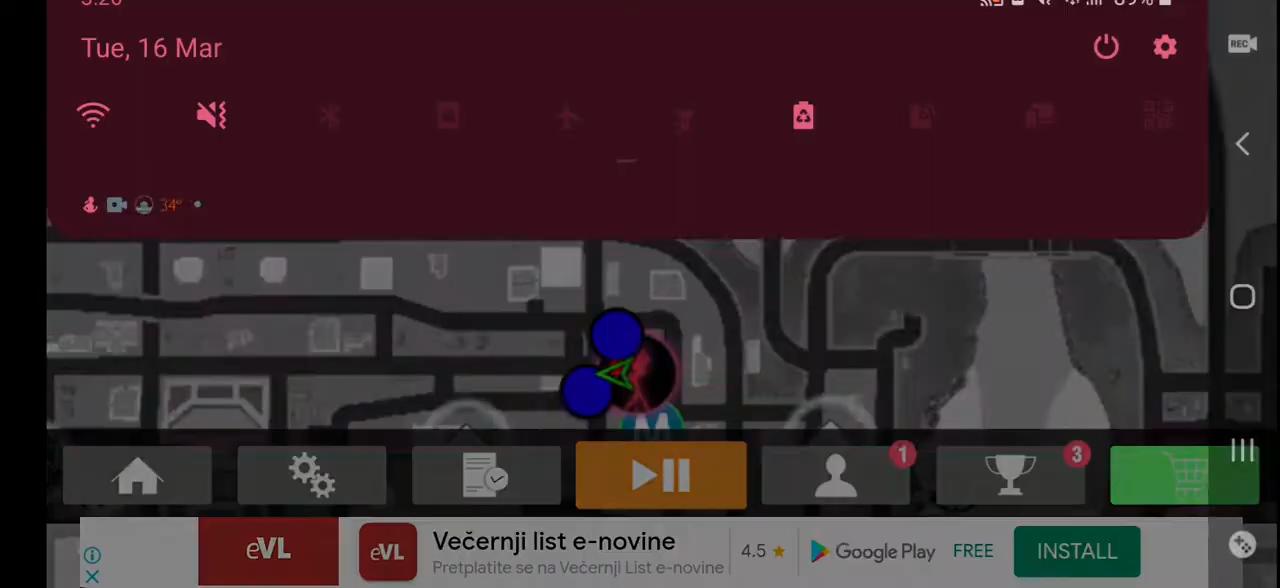 Tue, 16 Mar
REC
34°
1
3
eVL
eVL
Večernji list e-novine
Pretplatite se na Večernji List e-novine
4.5
Google Play
FREE
INSTALL